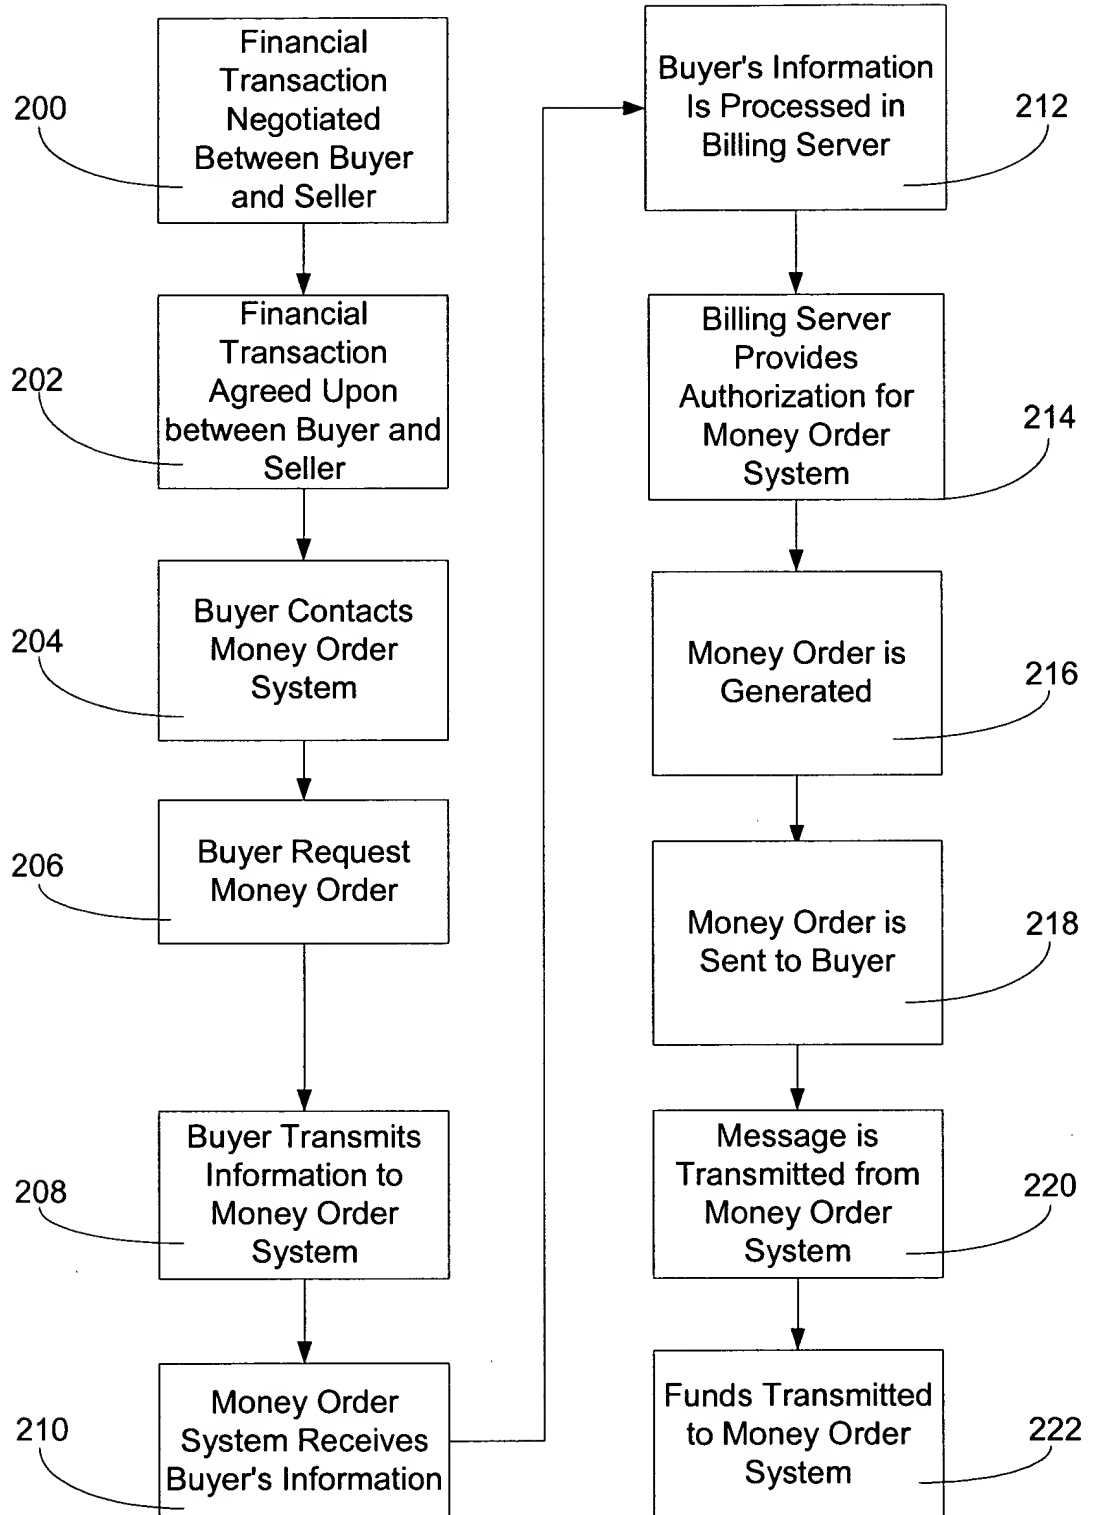 200
Financial
Transaction
Negotiated
Between Buyer
and Seller
202
Financial
Transaction
Agreed Upon
between Buyer and
Seller
204
Buyer Contacts
Money Order
System
206
Buyer Request
Money Order
208
Buyer Transmits
Information to
Money Order
System
210
Money Order
System Receives
Buyer's Information
Buyer's Information
Is Processed in
Billing Server
212
Billing Server
Provides
Authorization for
Money Order
System
214
Money Order is
Generated
216
Money Order is
Sent to Buyer
218
Message is
Transmitted from
Money Order
System
220
Funds Transmitted
to Money Order
System
222